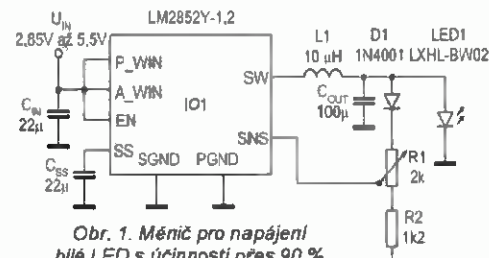 U_IN
2,85V až 5,5V
LM2852Y-1,2
P_WIN
A_WIN
EN
SS
IO1
SGND
PGND
SW
SNS
C_IN
22µ
C_SS
22µ
L1
10 µH
C_OUT
100µ
D1
1N4001
LED1
LXHL-BW02
R1
2k
R2
1k2
Obr. 1. Měnič pro napájení
bílé LED s účinností přes 90 %